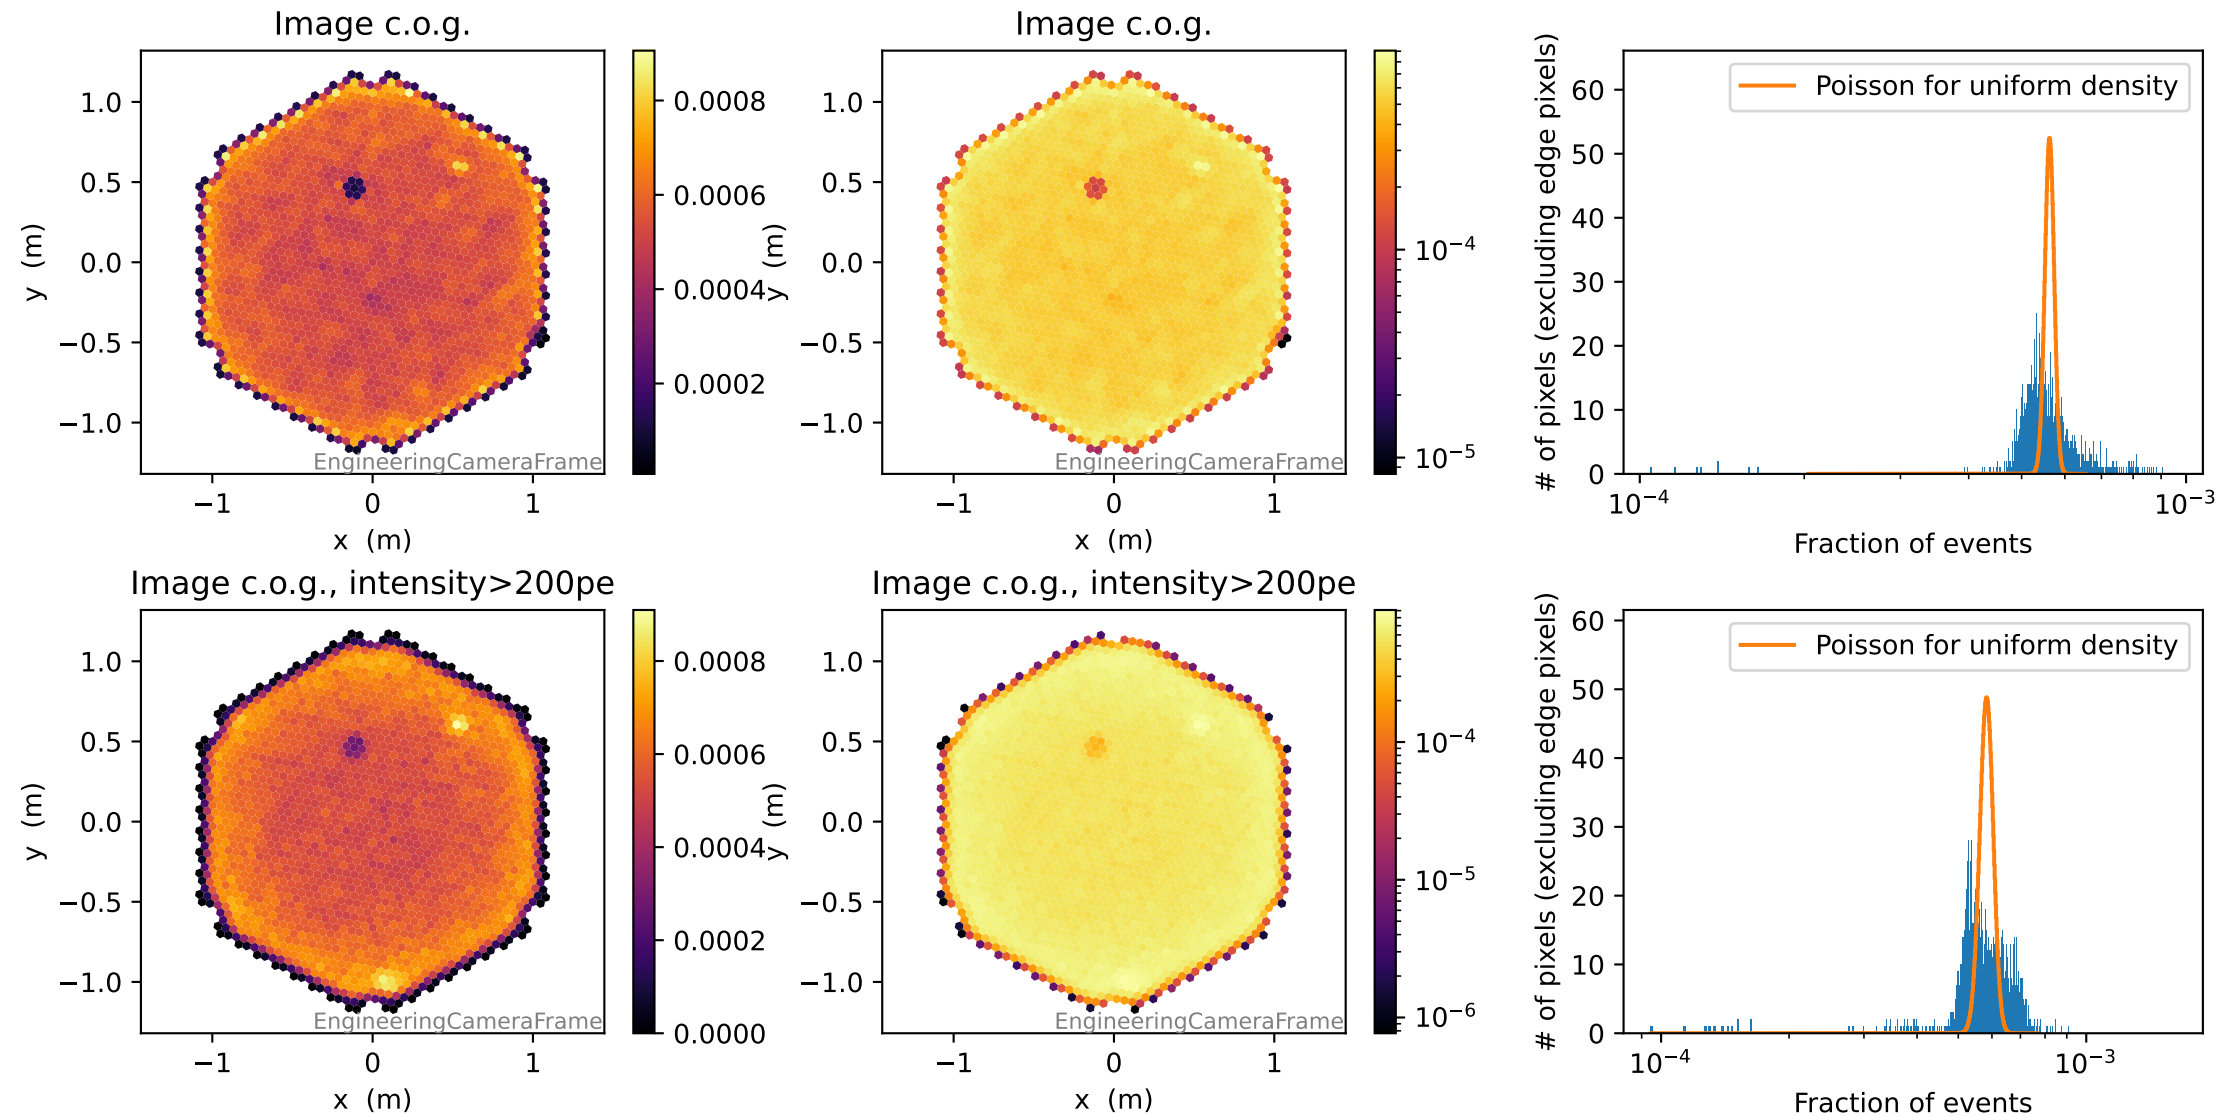 Image c.o.g.
1.0
0.5
0.0
−0.5
−1.0
y (m)
−1
0
1
x (m)
EngineeringCameraFrame
0.0008
0.0006
0.0004
0.0002
Image c.o.g.
1.0
0.5
0.0
−0.5
−1.0
y (m)
−1
0
1
x (m)
EngineeringCameraFrame
10⁻⁴
10⁻⁵
# of pixels (excluding edge pixels)
60
50
40
30
20
10
0
Poisson for uniform density
10⁻⁴
10⁻³
Fraction of events
Image c.o.g., intensity>200pe
1.0
0.5
0.0
−0.5
−1.0
y (m)
−1
0
1
x (m)
EngineeringCameraFrame
0.0008
0.0006
0.0004
0.0002
0.0000
Image c.o.g., intensity>200pe
1.0
0.5
0.0
−0.5
−1.0
y (m)
−1
0
1
x (m)
EngineeringCameraFrame
10⁻⁴
10⁻⁵
10⁻⁶
# of pixels (excluding edge pixels)
60
50
40
30
20
10
0
Poisson for uniform density
10⁻⁴
10⁻³
Fraction of events